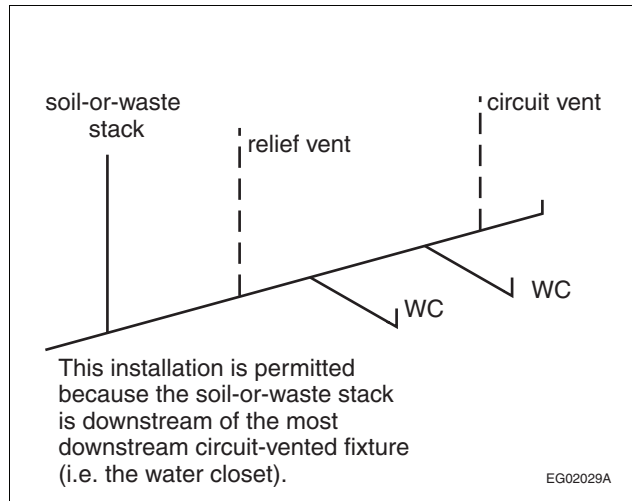 soil-or-waste
stack
relief vent
circuit vent
WC
WC
This installation is permitted
because the soil-or-waste stack
is downstream of the most
downstream circuit-vented fixture
(i.e. the water closet).
EG02029A